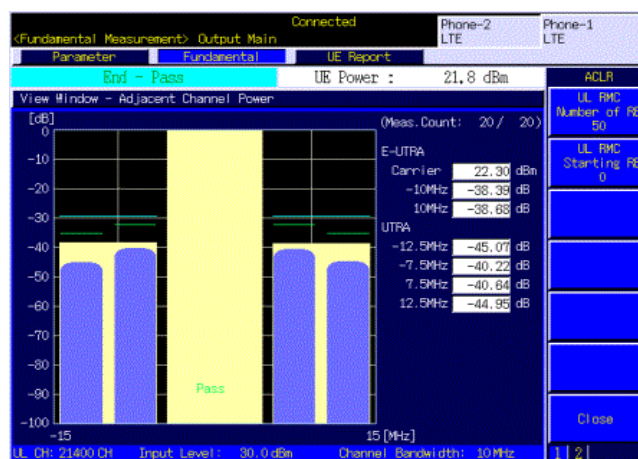 Connected
<Fundamental Measurement> Output Main
Phone-2
LTE
Phone-1
LTE
Parameter
Fundamental
UE Report
End - Pass
UE Power : 21.8 dBm
ACLR
View Window - Adjacent Channel Power
UL RMC
Number of RB
50
UL RMC
Starting RB
0
Close
1 2
[dB]
(Meas.Count: 20/ 20)
0
-10
-20
-30
-40
-50
-60
-70
-80
-90
-100
E-UTRA
Carrier 22.30 dBm
-10MHz -38.39 dB
10MHz -38.68 dB
UTRA
-12.5MHz -45.07 dB
-7.5MHz -40.22 dB
7.5MHz -40.64 dB
12.5MHz -44.95 dB
Pass
-15
15 [MHz]
UL CH: 21400 CH Input Level: 30.0 dBm Channel Bandwidth: 10 MHz